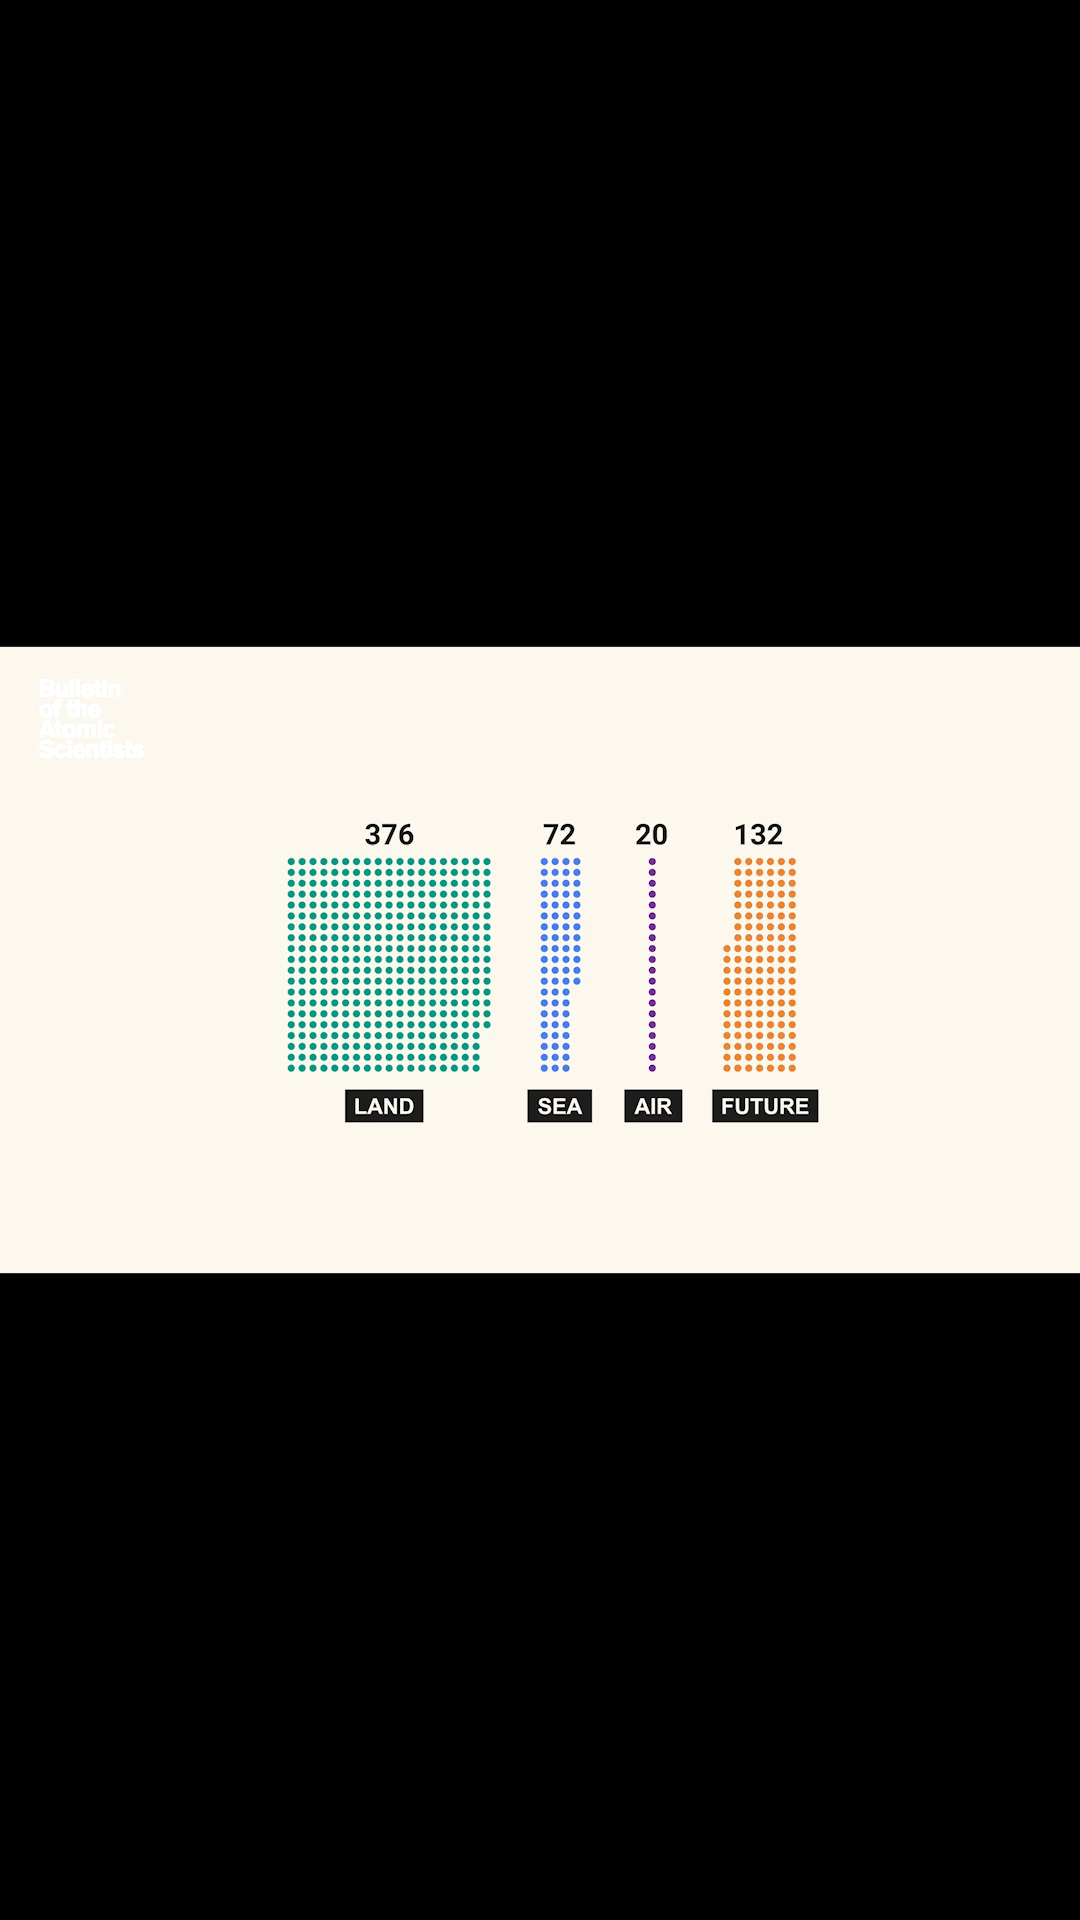 Bulletin
of the
Atomic
Scientists
376 72 20 132
LAND SEA AIR FUTURE